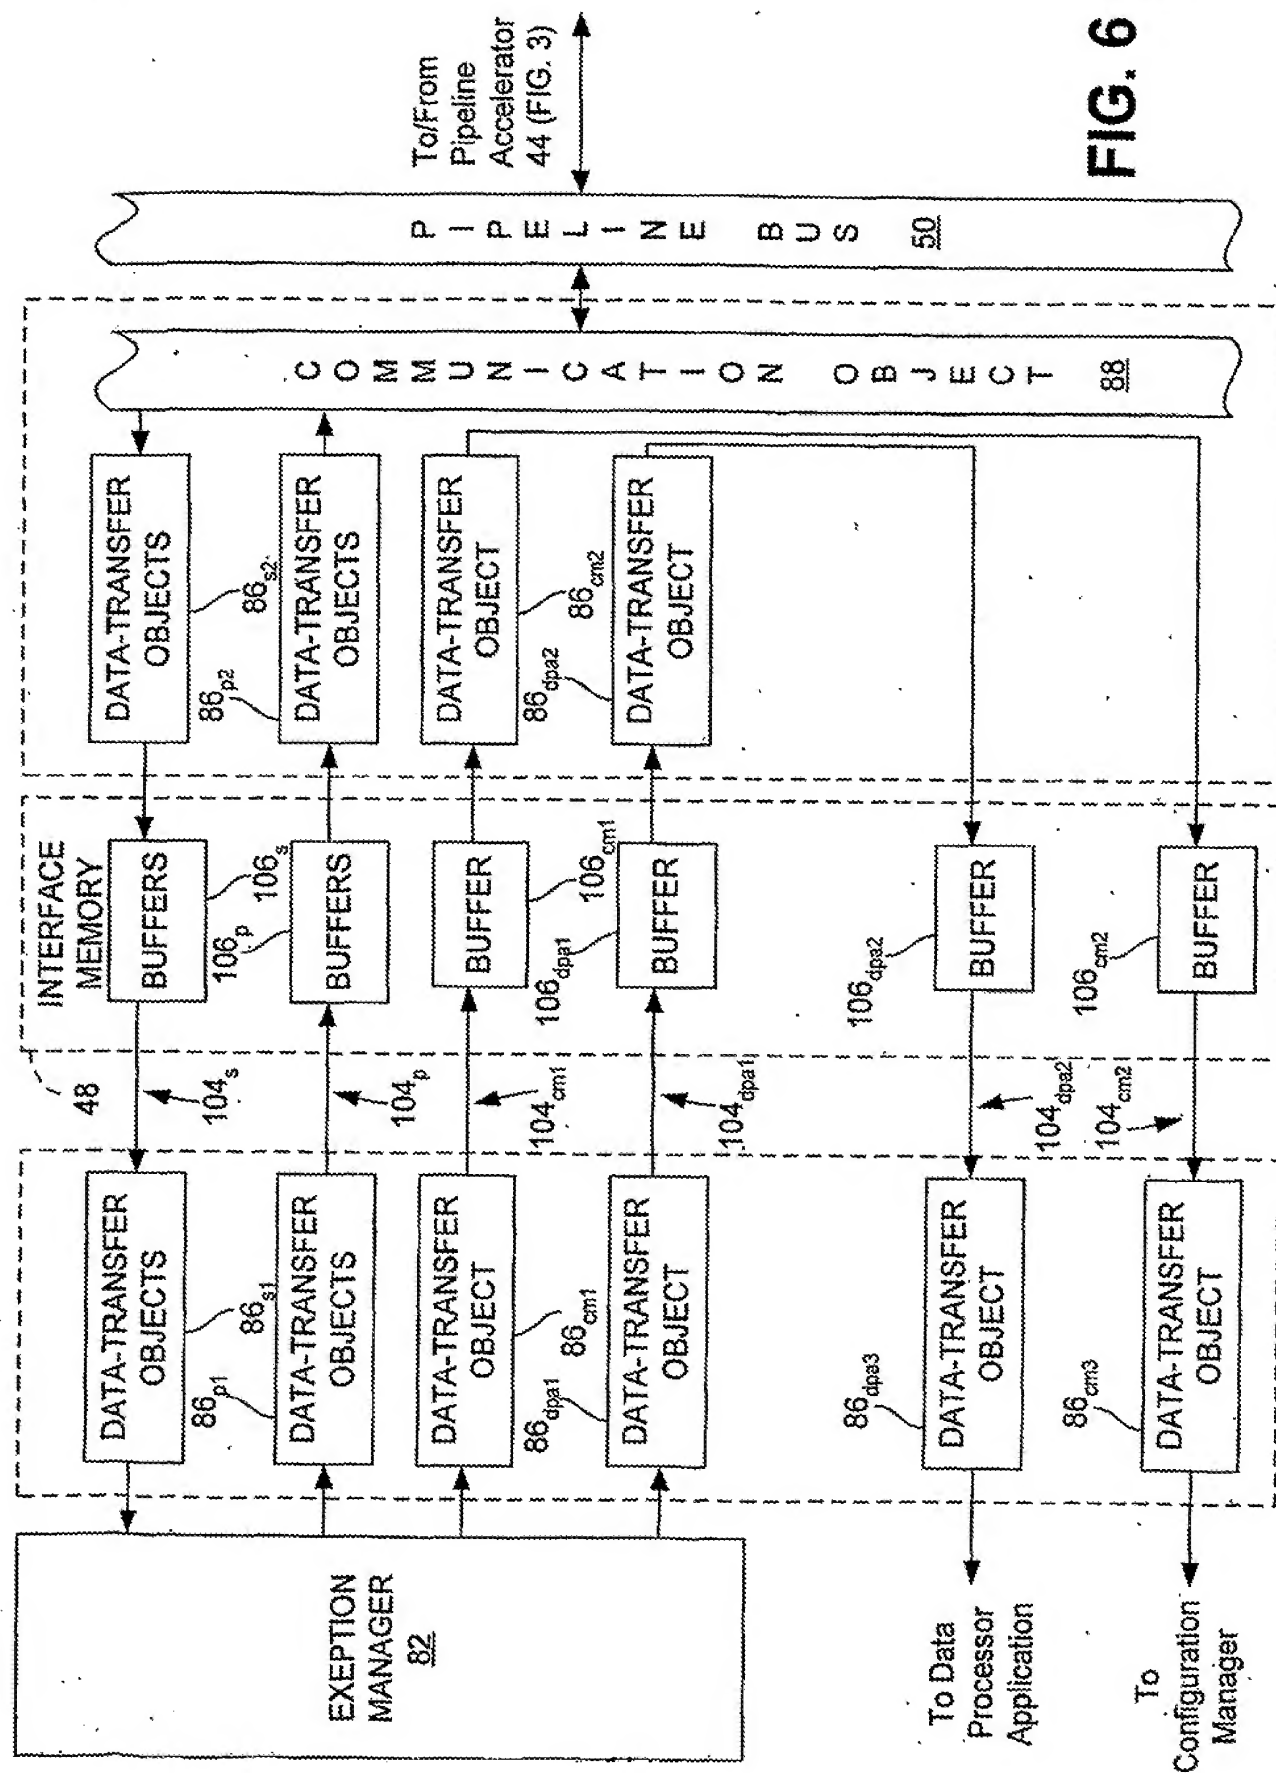 EXEPTION
MANAGER
82
To Data
Processor
Application
To
Configuration
Manager
DATA-TRANSFER
OBJECTS
86s1
86p1
DATA-TRANSFER
OBJECTS
DATA-TRANSFER
OBJECT
86cm1
86dpa1
DATA-TRANSFER
OBJECT
86dpa3
DATA-TRANSFER
OBJECT
86cm3
DATA-TRANSFER
OBJECT
48
104s
104p
104cm1
104dpa1
104dpa2
104cm2
INTERFACE
MEMORY
BUFFERS
106s
106p
BUFFERS
BUFFER
106cm1
106dpa1
BUFFER
106dpa2
BUFFER
106cm2
BUFFER
DATA-TRANSFER
OBJECTS
86s2
86p2
DATA-TRANSFER
OBJECTS
DATA-TRANSFER
OBJECT
86cm2
86dpa2
DATA-TRANSFER
OBJECT
COMMUNICATION OBJECT
88
PIPELINE BUS
50
To/From
Pipeline
Accelerator
44 (FIG. 3)
FIG. 6